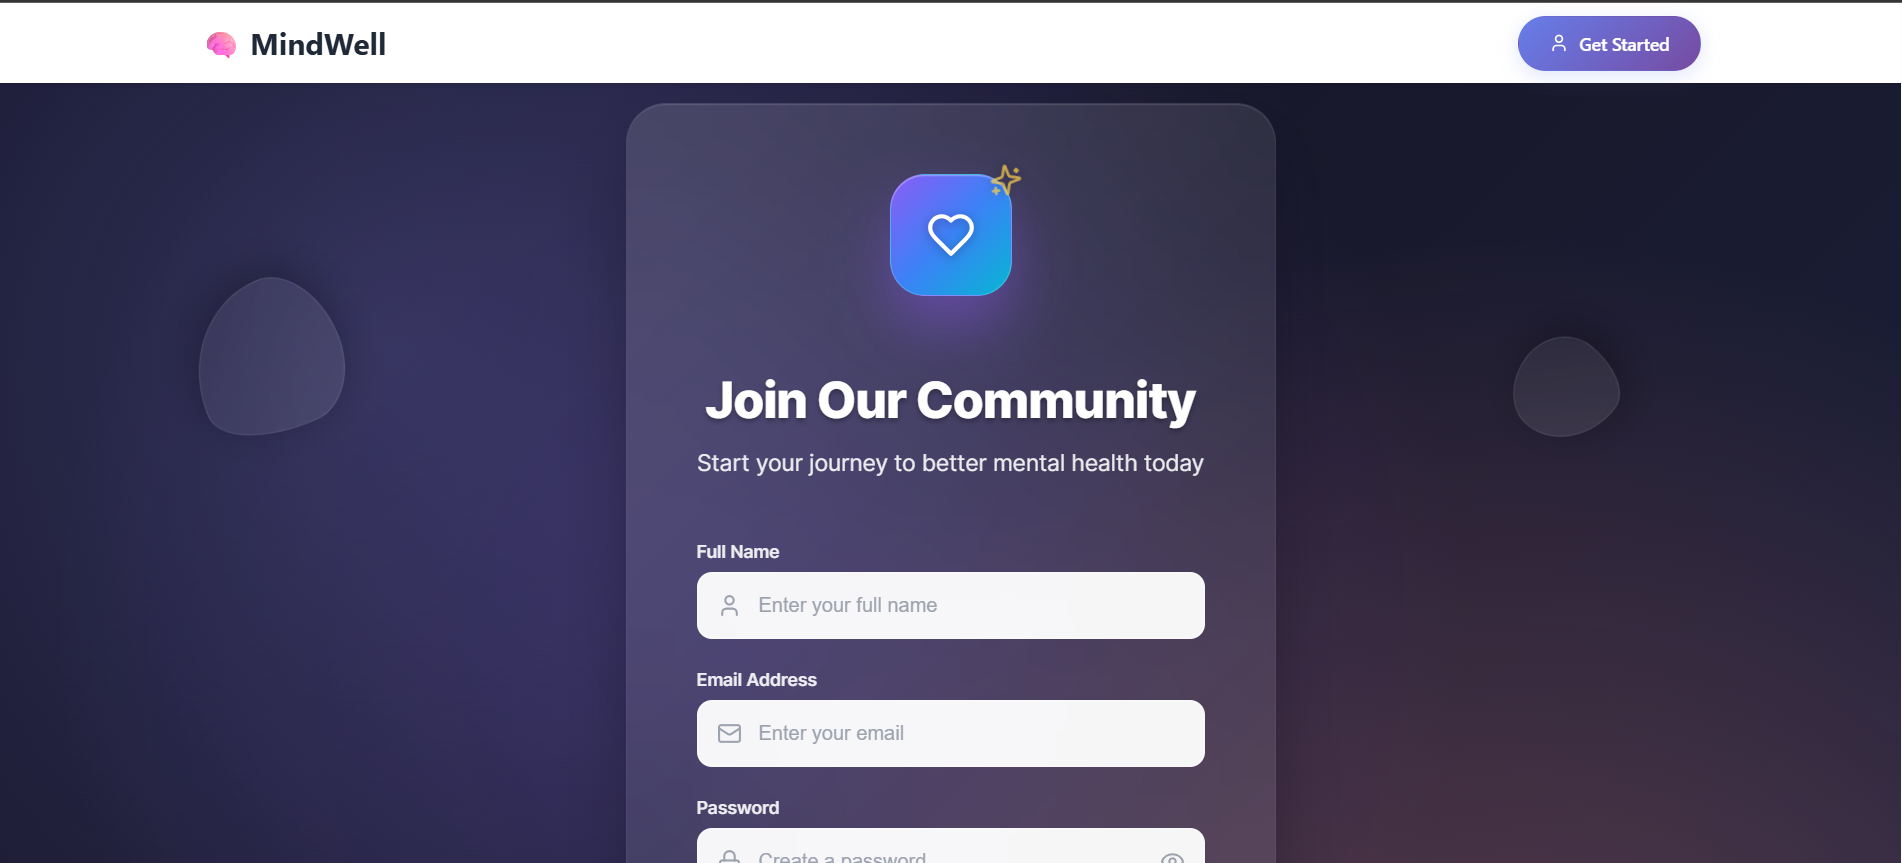 MindWell
Get Started
Join Our Community
Start your journey to better mental health today
Full Name
Enter your full name
Email Address
Enter your email
Password
Create a password